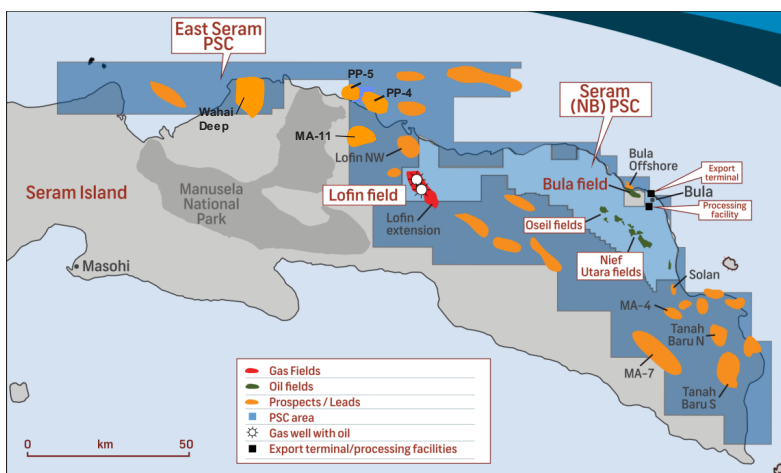 East Seram
PSC
PP-5
PP-4
Wahai
Deep
MA-11
Lofin NW
Seram
(NB) PSC
Bula
Offshore
Export
terminal
Bula field
Bula
Processing
facility
Seram Island
Manusela
National
Park
Lofin field
Lofin
extension
Oseil fields
Nief
Utara fields
Masohi
Solan
MA-4
Tanah
Baru N
MA-7
Tanah
Baru S
Gas Fields
Oil fields
Prospects / Leads
PSC area
Gas well with oil
Export terminal/processing facilities
0 km 50